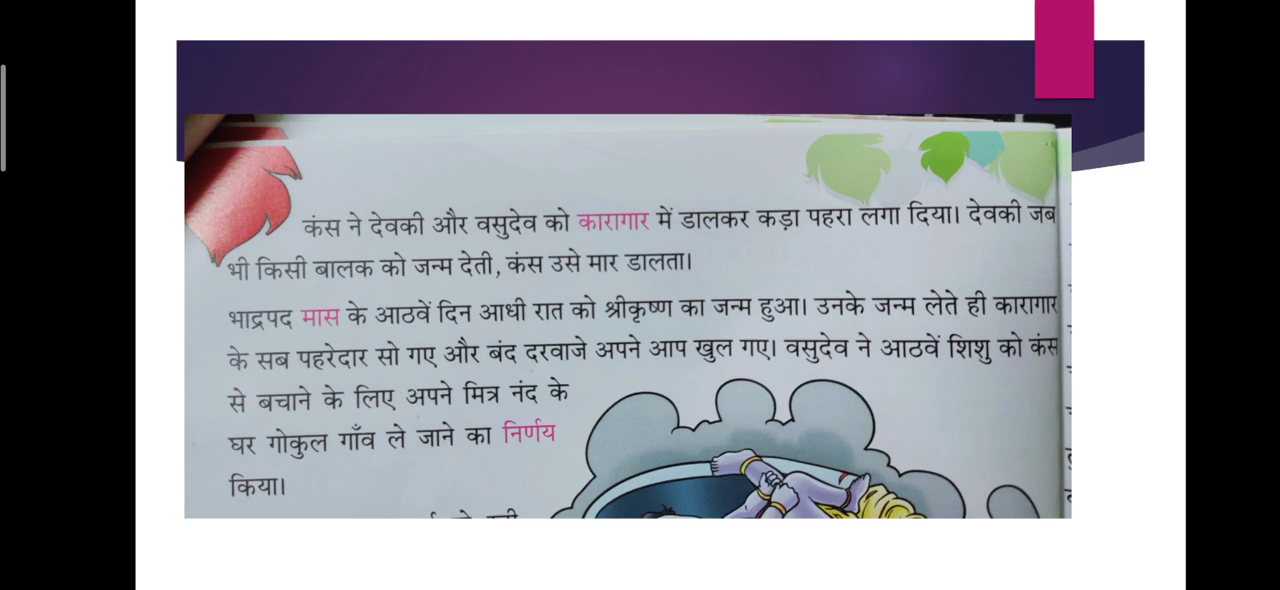 कंस ने देवकी और वसुदेव को कारागार में डालकर कड़ा पहरा लगा दिया। देवकी जब
भी किसी बालक को जन्म देती, कंस उसे मार डालता।
भाद्रपद मास के आठवें दिन आधी रात को श्रीकृष्ण का जन्म हुआ। उनके जन्म लेते ही कारागार
के सब पहरेदार सो गए और बंद दरवाजे अपने आप खुल गए। वसुदेव ने आठवें शिशु को कंस
से बचाने के लिए अपने मित्र नंद के
घर गोकुल गाँव ले जाने का निर्णय
किया।